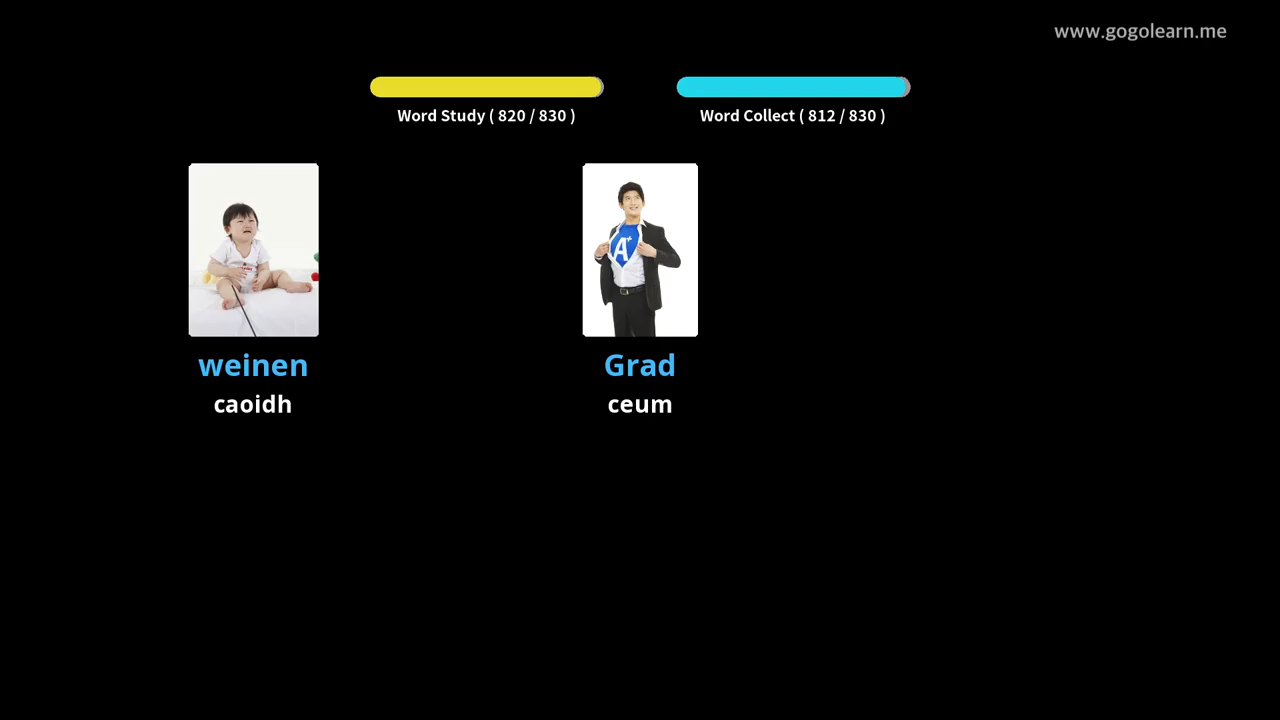 www.gogolearn.me
Word Study ( 820 / 830 )
Word Collect ( 812 / 830 )
A+
weinen
Grad
caoidh
ceum